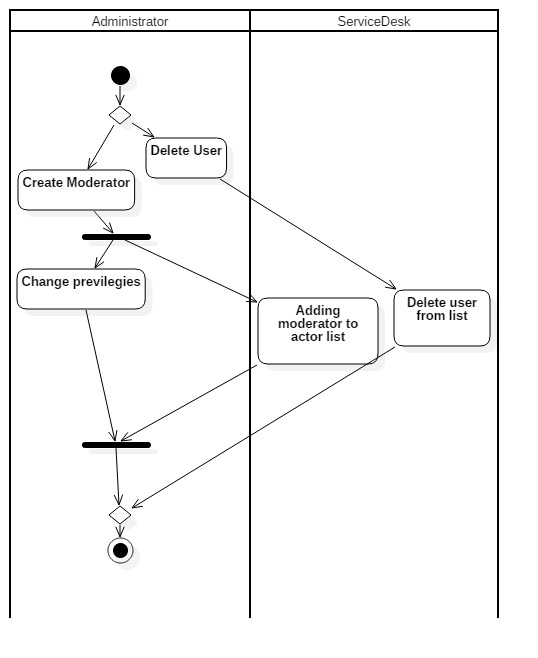 Administrator
ServiceDesk
Delete User
Create Moderator
Change previlegies
Adding
moderator to
actor list
Delete user
from list